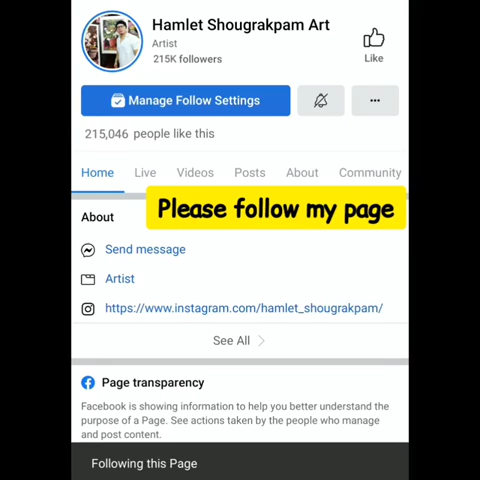 Hamlet Shougrakpam Art
Artist
215K followers
Like
Manage Follow Settings
215,046 people like this
Home Live Videos Posts About Community
About
Please follow my page
Send message
Artist
https://www.instagram.com/hamlet_shougrakpam/
See All
Page transparency
Facebook is showing information to help you better understand the
purpose of a Page. See actions taken by the people who manage
and post content.
Following this Page